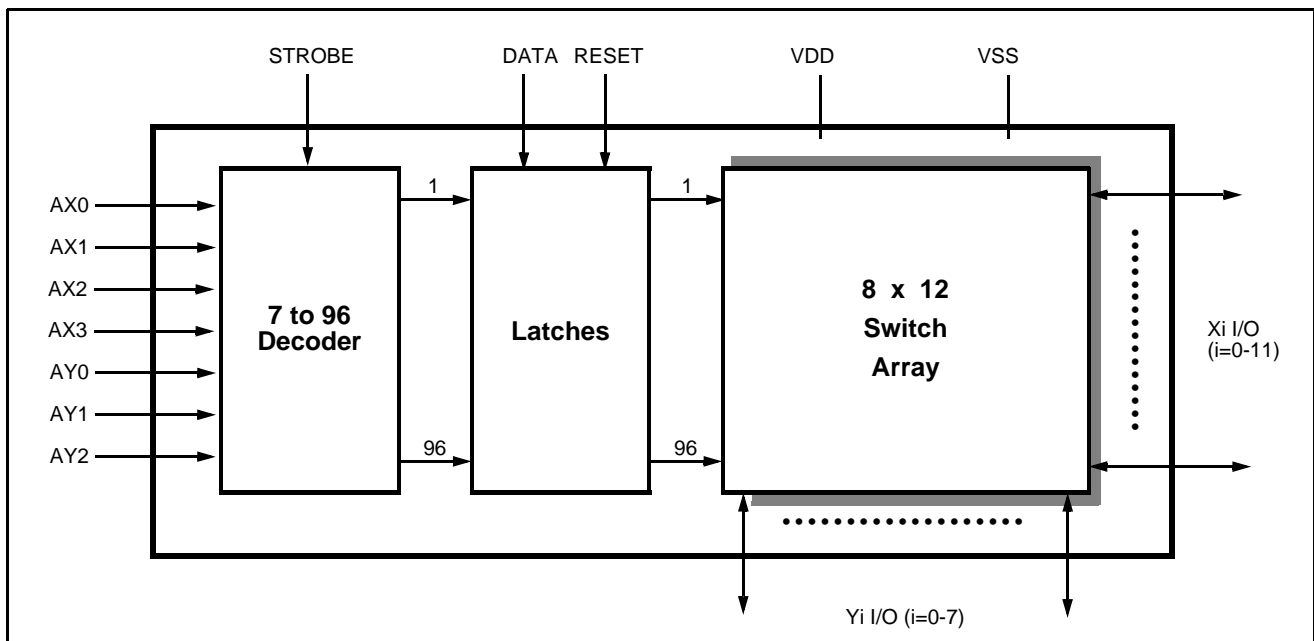 STROBE
DATA RESET
VDD
VSS
AX0
AX1
AX2
AX3
AY0
AY1
AY2
7 to 96
Decoder
1
96
Latches
1
96
8 x 12
Switch
Array
Xi I/O
(i=0-11)
Yi I/O (i=0-7)